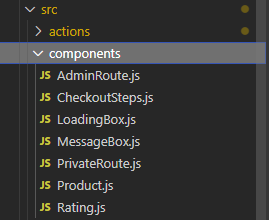 src
actions
components
JS AdminRoute.js
JS CheckoutSteps.js
JS LoadingBox.js
JS MessageBox.js
JS PrivateRoute.js
JS Product.js
JS Rating.js